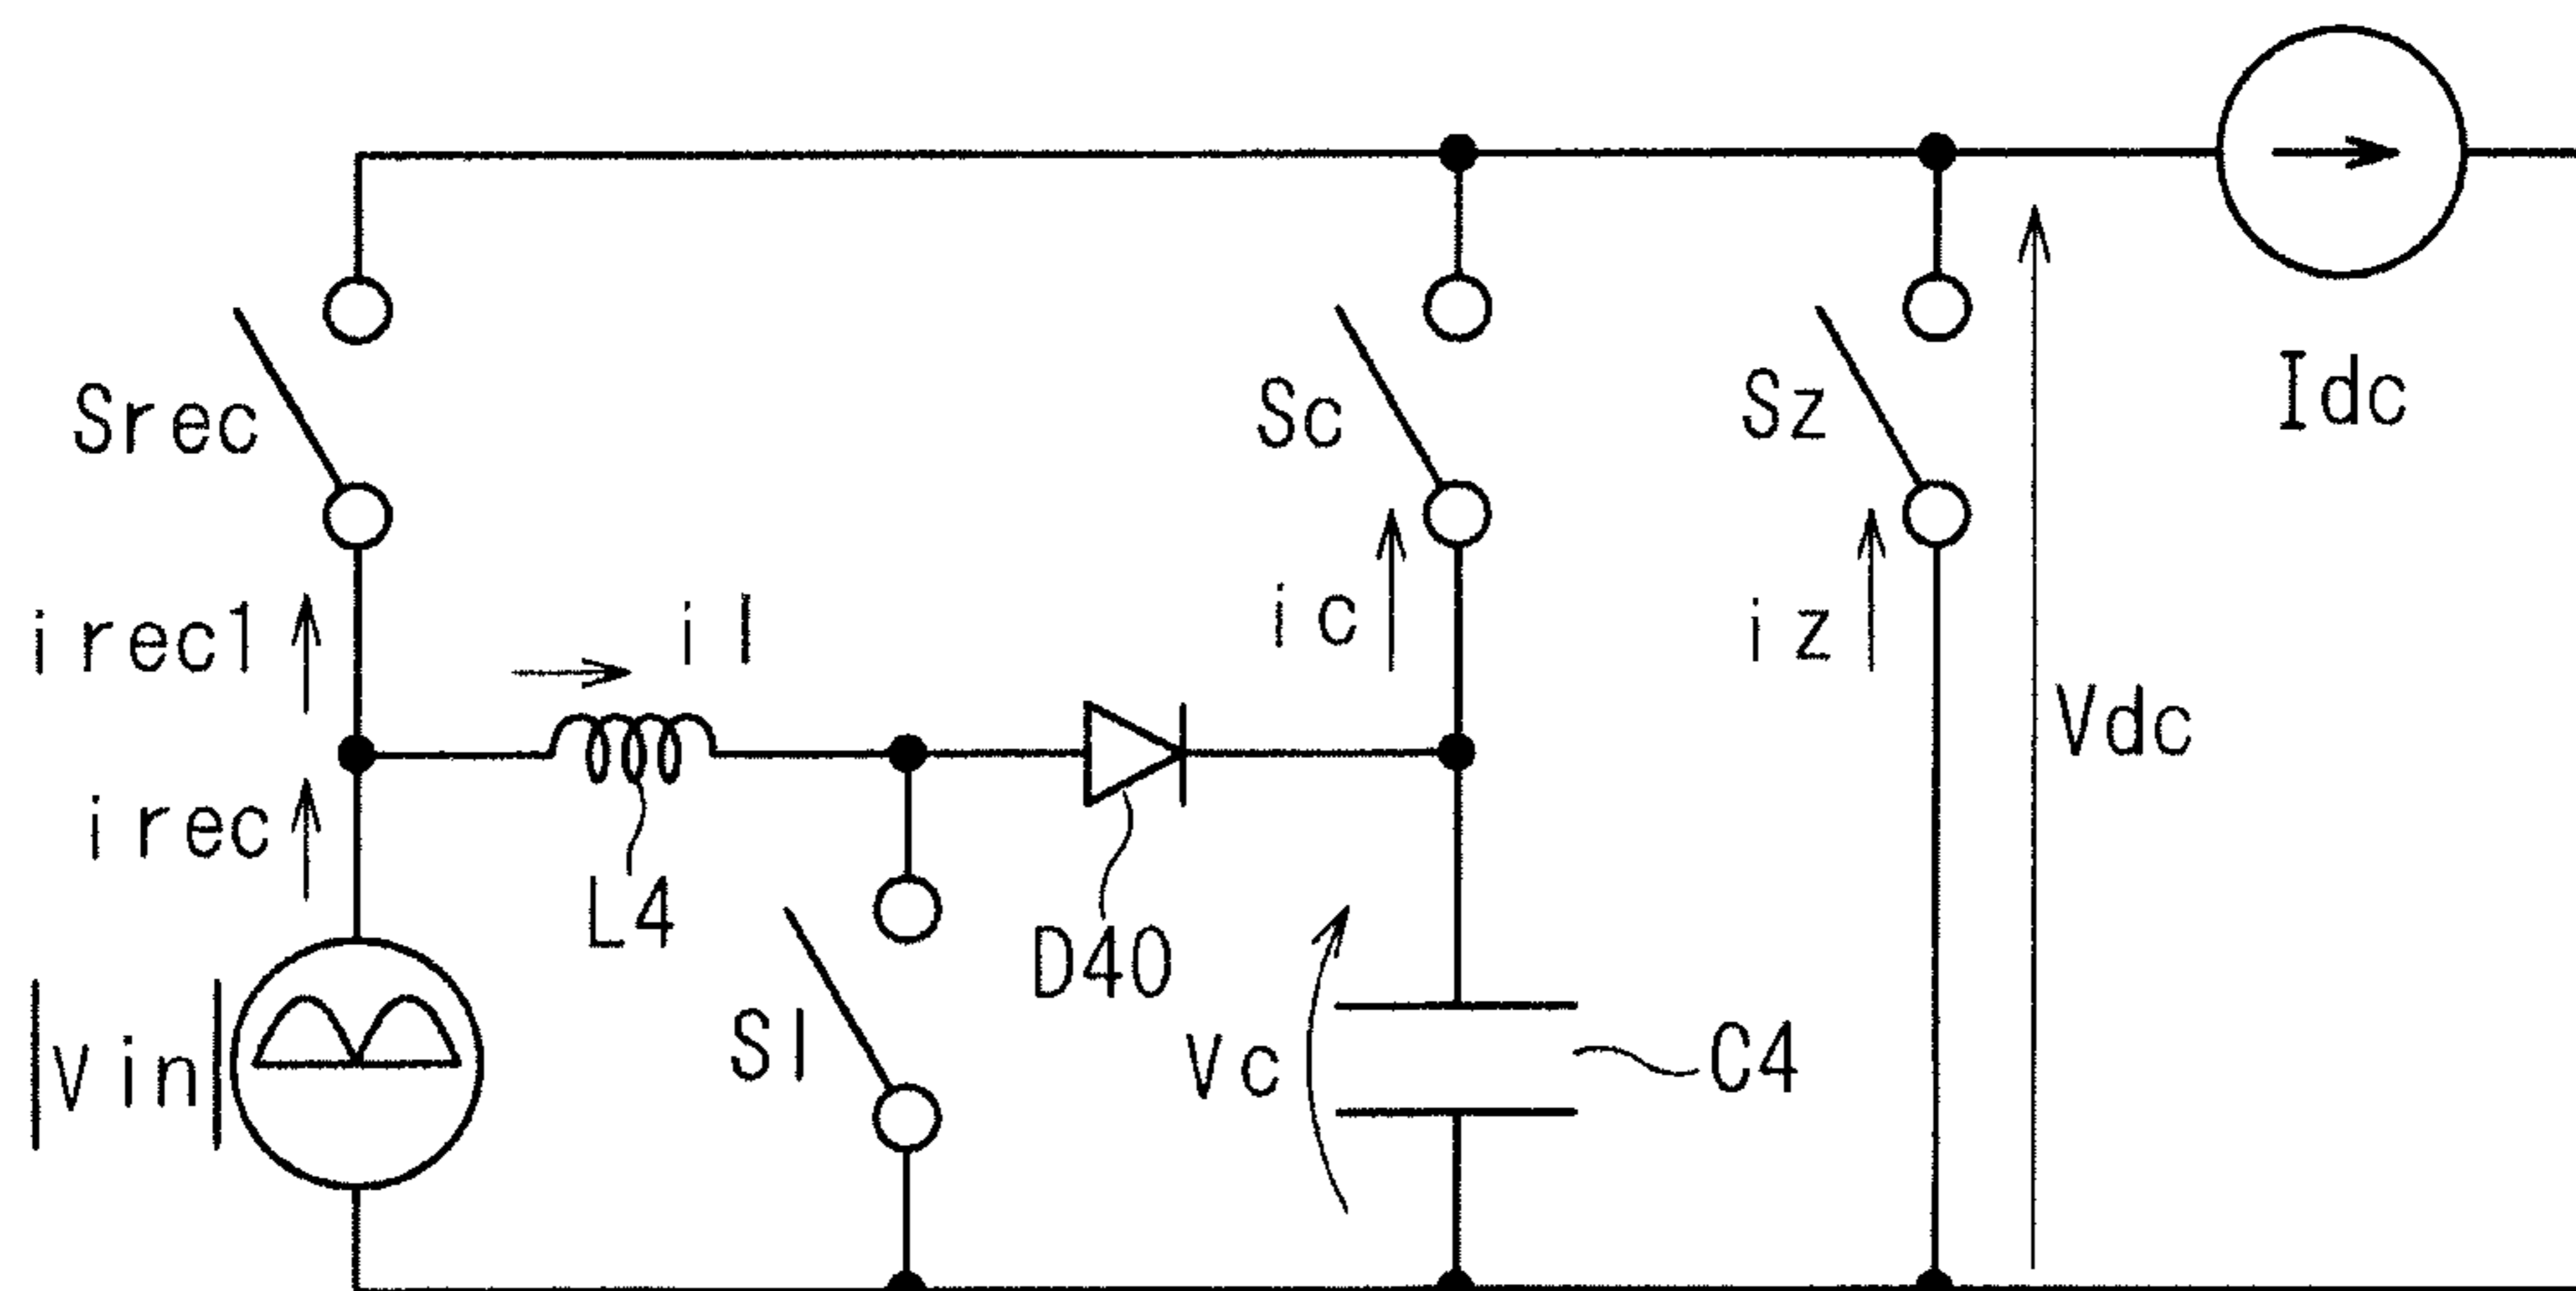 Srec
Sc
Sz
Idc
irec1
il
ic
iz
Vdc
irec
L4
D40
|Vin|
Sl
Vc
C4